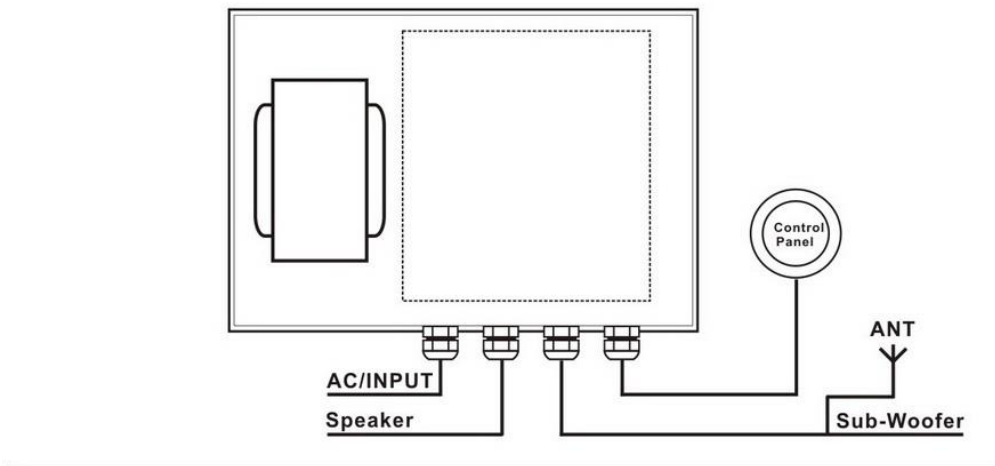 Control
Panel
ANT
AC/INPUT
Speaker
Sub-Woofer